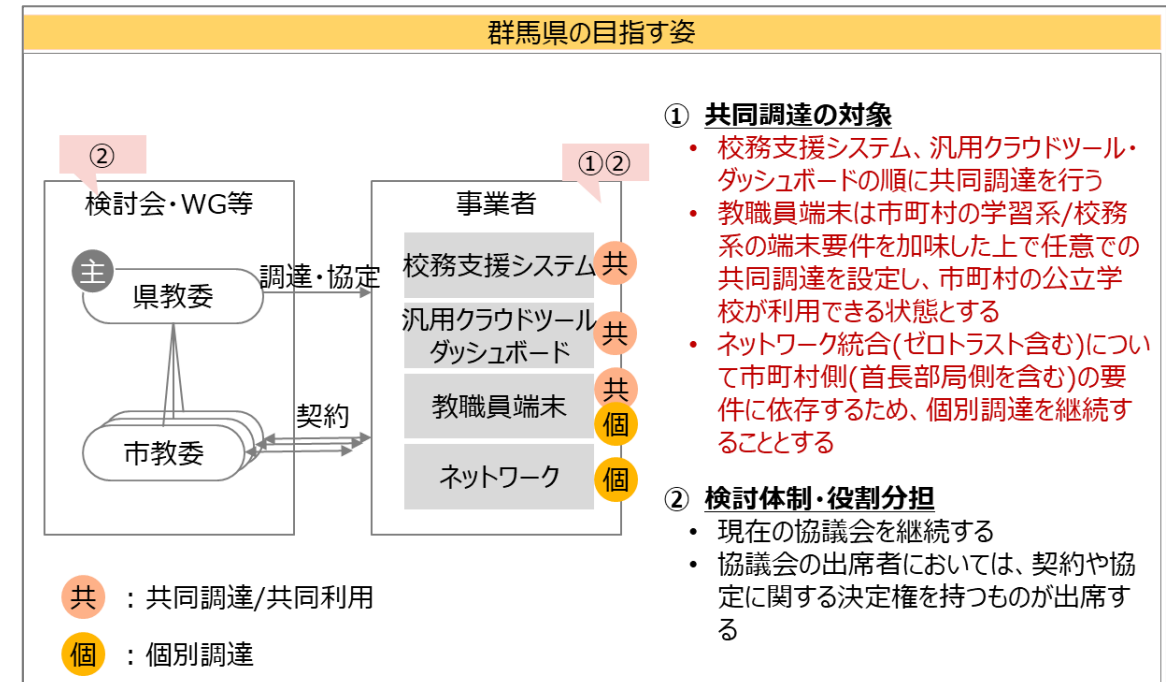 群馬県の目指す姿
②
検討会・WG等
主
県教委
市教委
調達・協定
契約
①②
事業者
校務支援システム
共
汎用クラウドツール
ダッシュボード
共
教職員端末
共
個
ネットワーク
個
共 ：共同調達/共同利用
個 ：個別調達
① 共同調達の対象
• 校務支援システム、汎用クラウドツール・
ダッシュボードの順に共同調達を行う
• 教職員端末は市町村の学習系/校務
系の端末要件を加味した上で任意での
共同調達を設定し、市町村の公立学
校が利用できる状態とする
• ネットワーク統合(ゼロトラスト含む)につい
て市町村側(首長部局側を含む)の要
件に依存するため、個別調達を継続す
ることとする
② 検討体制・役割分担
• 現在の協議会を継続する
• 協議会の出席者においては、契約や協
定に関する決定権を持つものが出席す
る